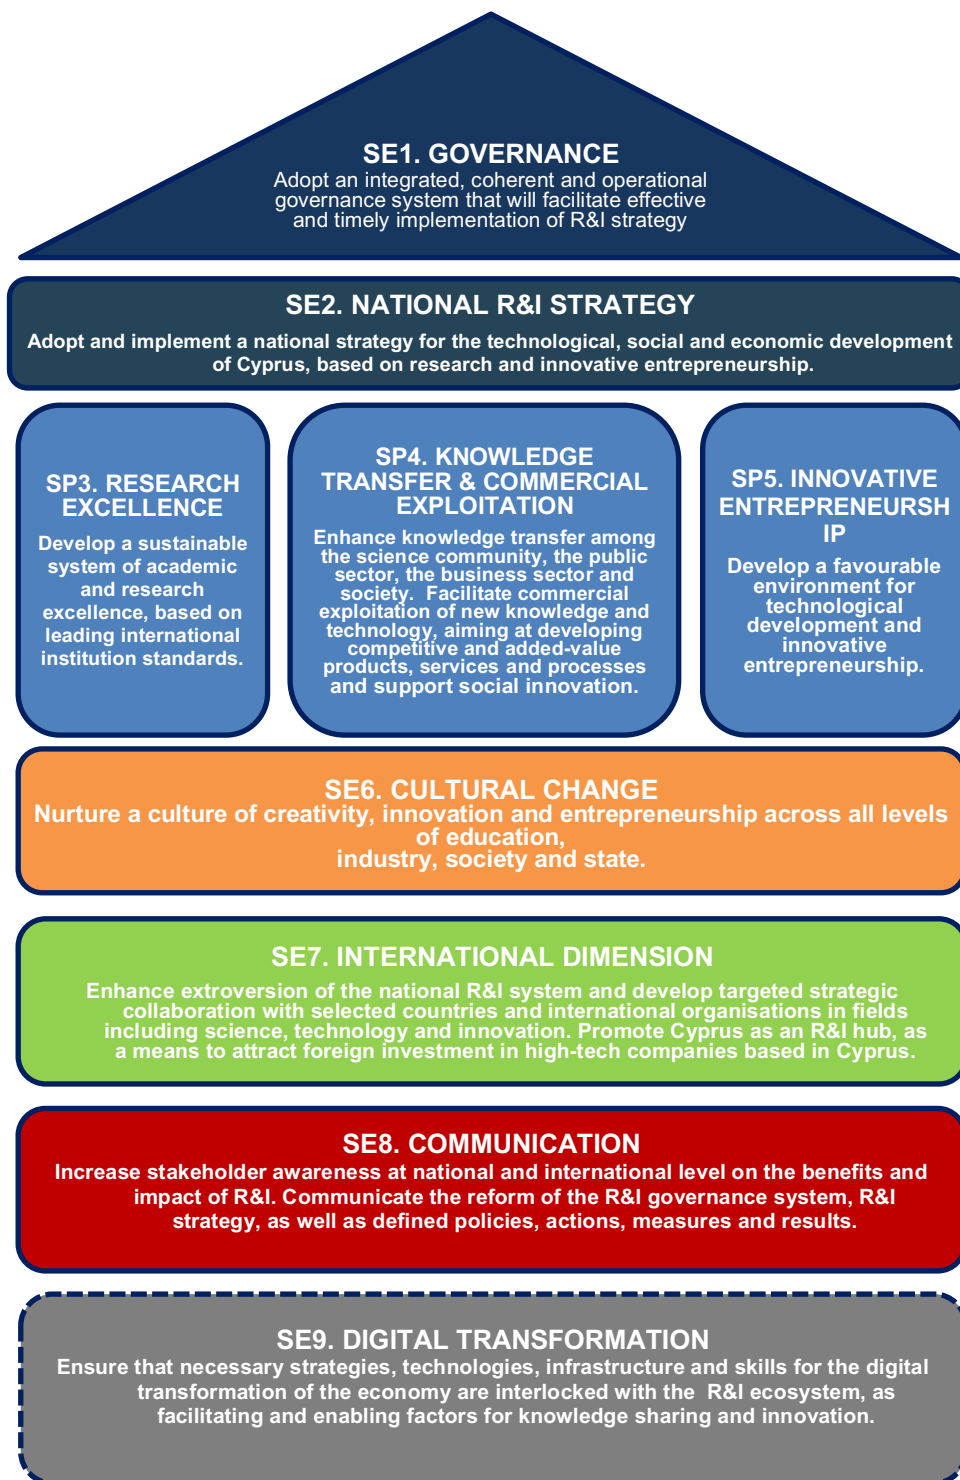 SE1. GOVERNANCE
Adopt an integrated, coherent and operational
governance system that will facilitate effective
and timely implementation of R&I strategy
SE2. NATIONAL R&I STRATEGY
Adopt and implement a national strategy for the technological, social and economic development
of Cyprus, based on research and innovative entrepreneurship.
SP3. RESEARCH
EXCELLENCE
Develop a sustainable
system of academic
and research
excellence, based on
leading international
institution standards.
SP4. KNOWLEDGE
TRANSFER & COMMERCIAL
EXPLOITATION
Enhance knowledge transfer among
the science community, the public
sector, the business sector and
society. Facilitate commercial
exploitation of new knowledge and
technology, aiming at developing
competitive and added-value
products, services and processes
and support social innovation.
SP5. INNOVATIVE
ENTREPRENEURSH
IP
Develop a favourable
environment for
technological
development and
innovative
entrepreneurship.
SE6. CULTURAL CHANGE
Nurture a culture of creativity, innovation and entrepreneurship across all levels
of education,
industry, society and state.
SE7. INTERNATIONAL DIMENSION
Enhance extroversion of the national R&I system and develop targeted strategic
collaboration with selected countries and international organisations in fields
including science, technology and innovation. Promote Cyprus as an R&I hub, as
a means to attract foreign investment in high-tech companies based in Cyprus.
SE8. COMMUNICATION
Increase stakeholder awareness at national and international level on the benefits and
impact of R&I. Communicate the reform of the R&I governance system, R&I
strategy, as well as defined policies, actions, measures and results.
SE9. DIGITAL TRANSFORMATION
Ensure that necessary strategies, technologies, infrastructure and skills for the digital
transformation of the economy are interlocked with the R&I ecosystem, as
facilitating and enabling factors for knowledge sharing and innovation.